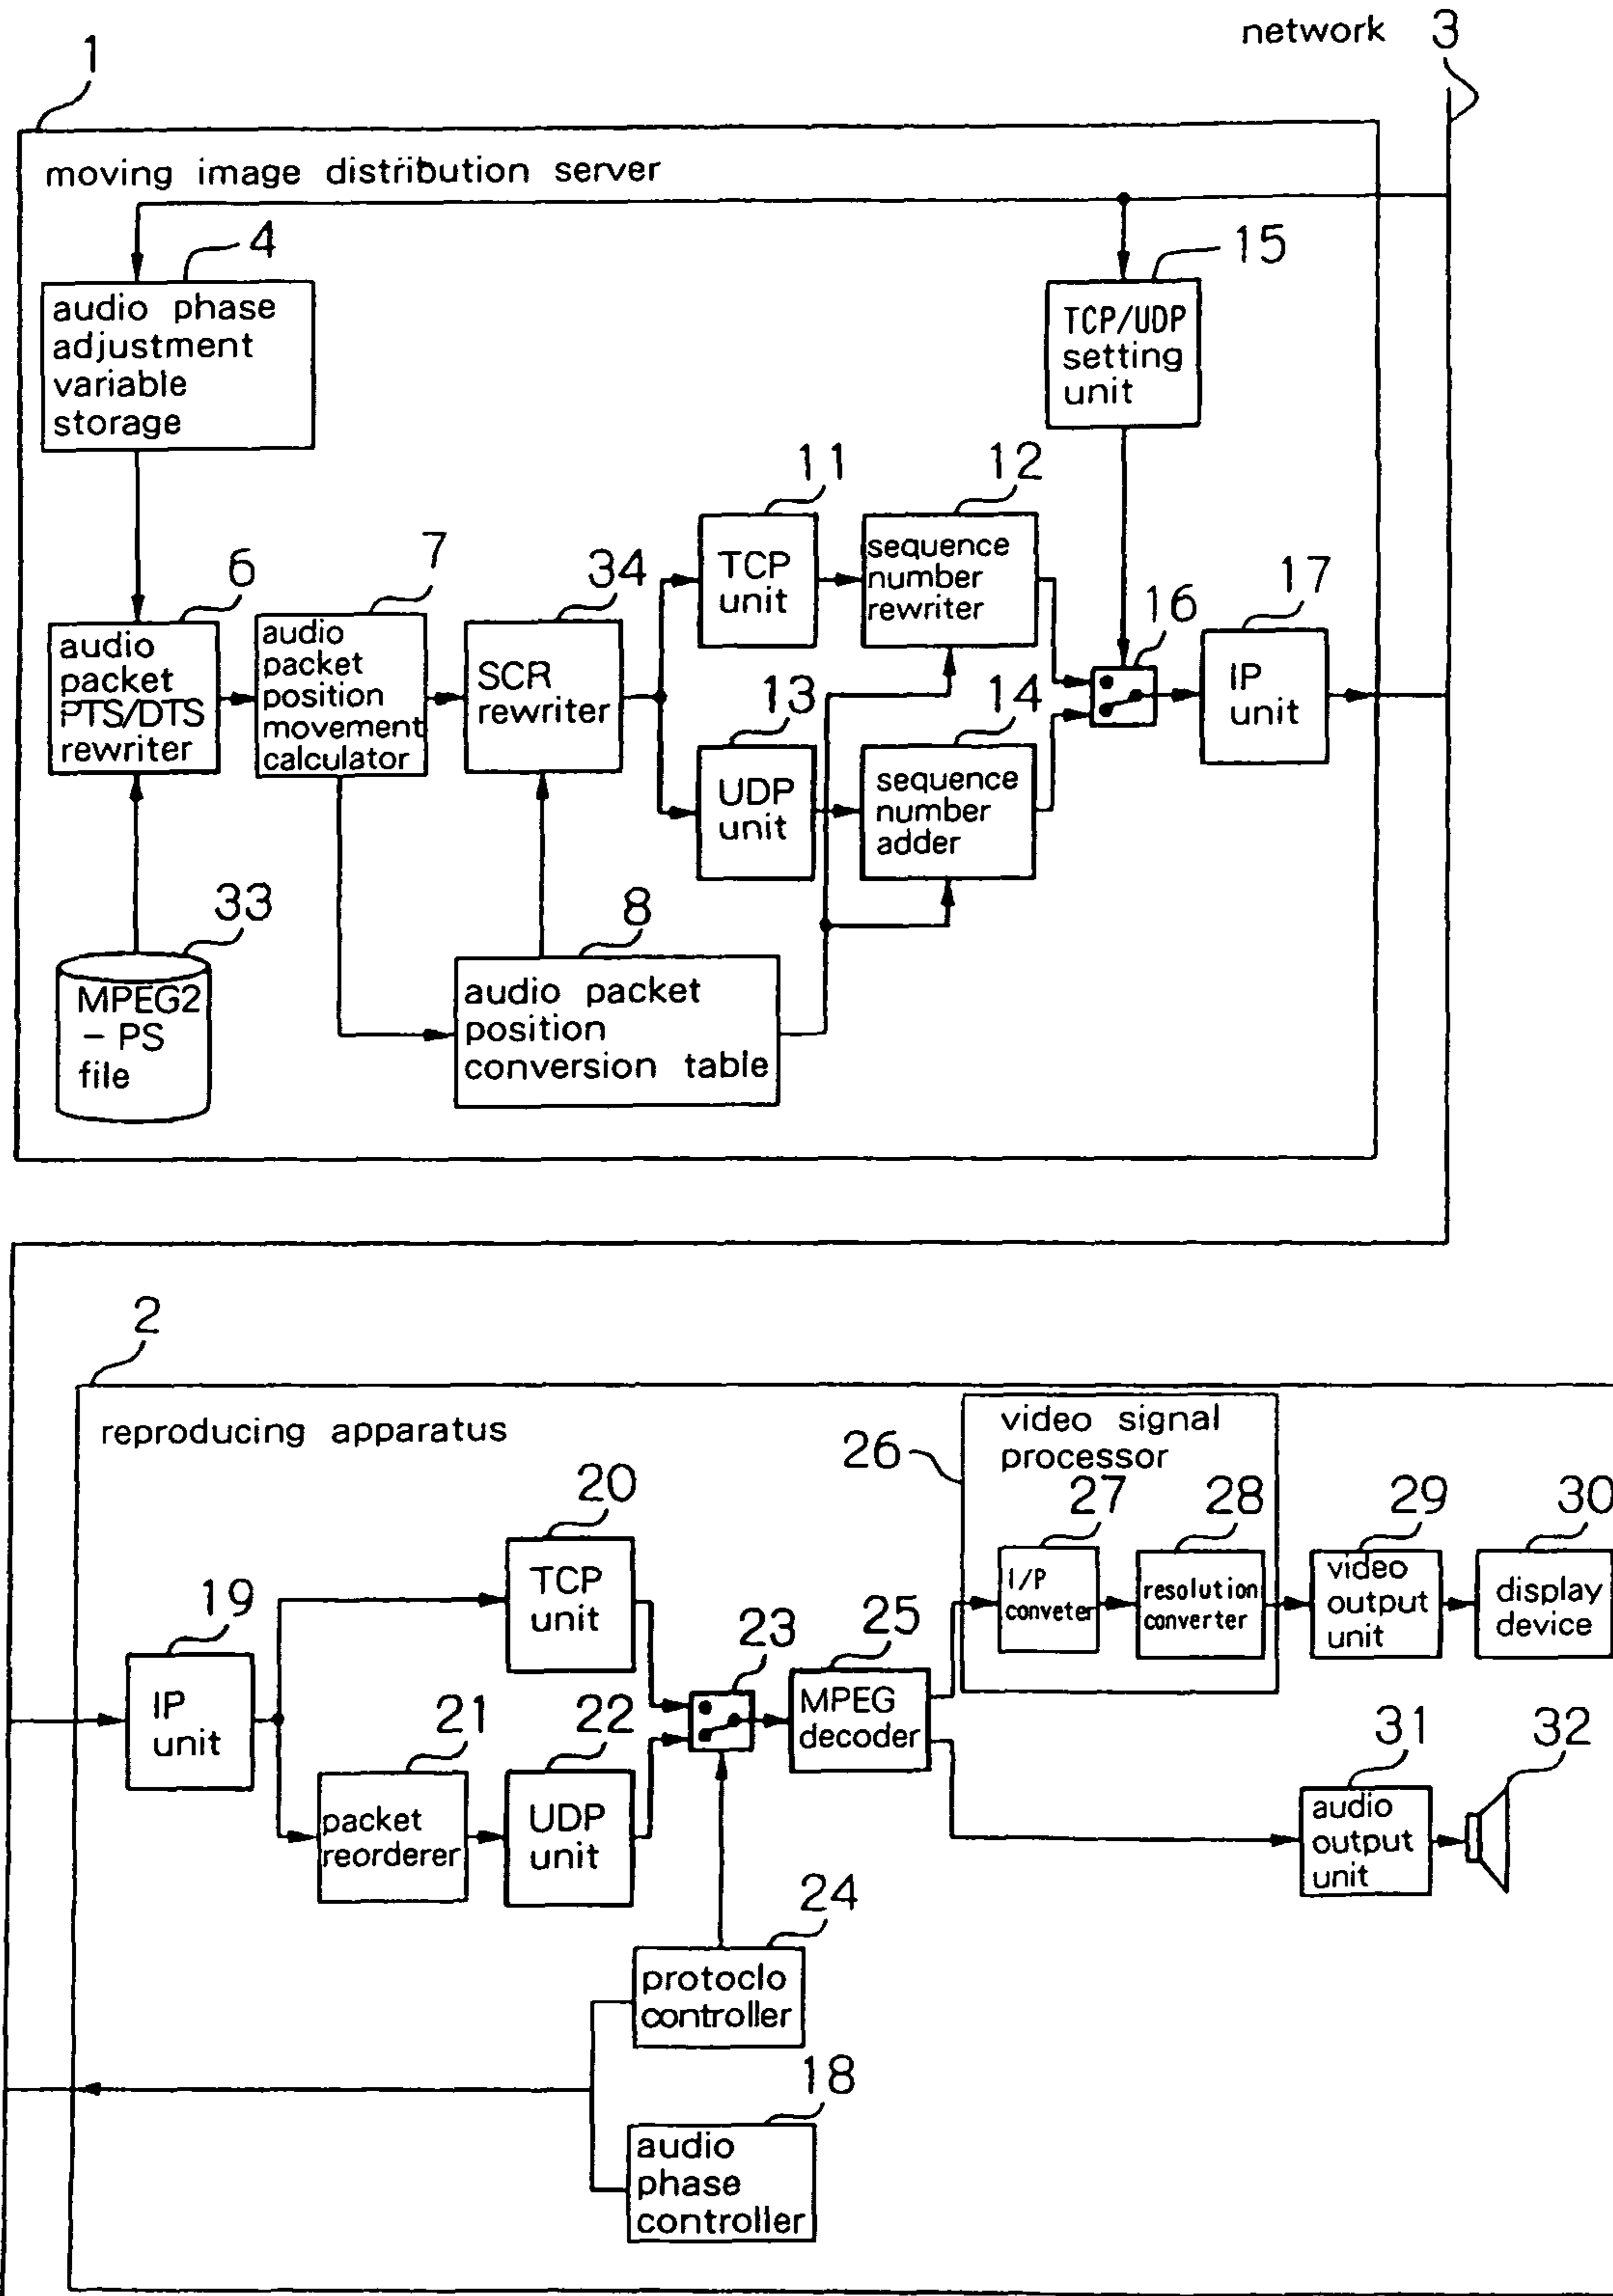 network 3
1
moving image distribution server
4
audio phase
adjustment
variable
storage
15
TCP/UDP
setting
unit
6
audio
packet
PTS/DTS
rewriter
7
audio
packet
position
movement
calculator
34
SCR
rewriter
11
TCP
unit
12
sequence
number
rewriter
13
UDP
unit
14
sequence
number
adder
16
17
IP
unit
33
MPEG2
- PS
file
8
audio packet
position
conversion table
2
reproducing apparatus
26
video signal
processor
27
I/P
conveter
28
resolution
converter
29
video
output
unit
30
display
device
19
IP
unit
20
TCP
unit
21
packet
reorderer
22
UDP
unit
23
25
MPEG
decoder
31
audio
output
unit
32
24
protoclo
controller
18
audio
phase
controller